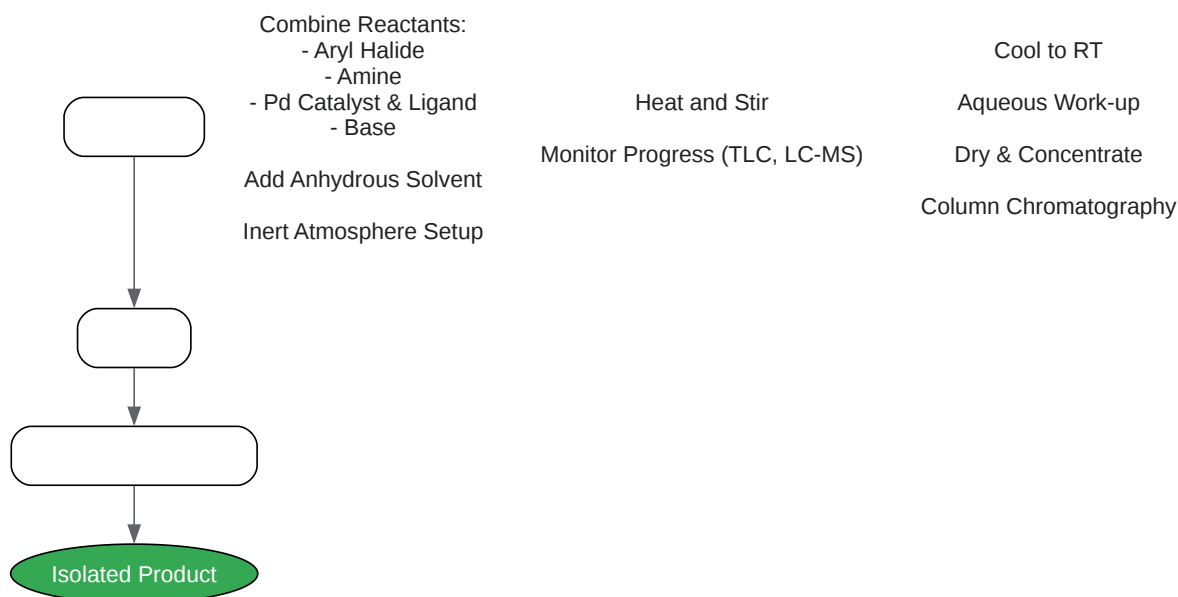 Combine Reactants:
- Aryl Halide
- Amine
- Pd Catalyst & Ligand
- Base
Add Anhydrous Solvent
Inert Atmosphere Setup
Heat and Stir
Monitor Progress (TLC, LC-MS)
Cool to RT
Aqueous Work-up
Dry & Concentrate
Column Chromatography
Isolated Product